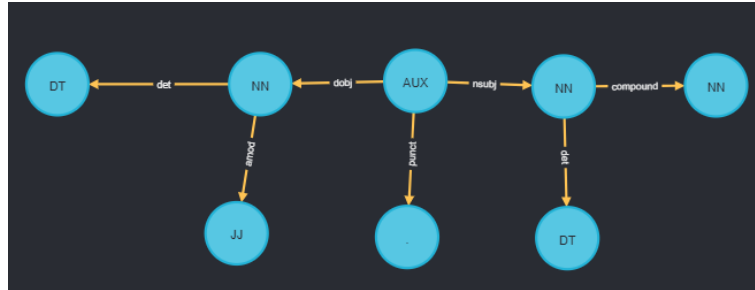 DT det NN dobj AUX nsubj NN compound NN
amod punct det
JJ . DT